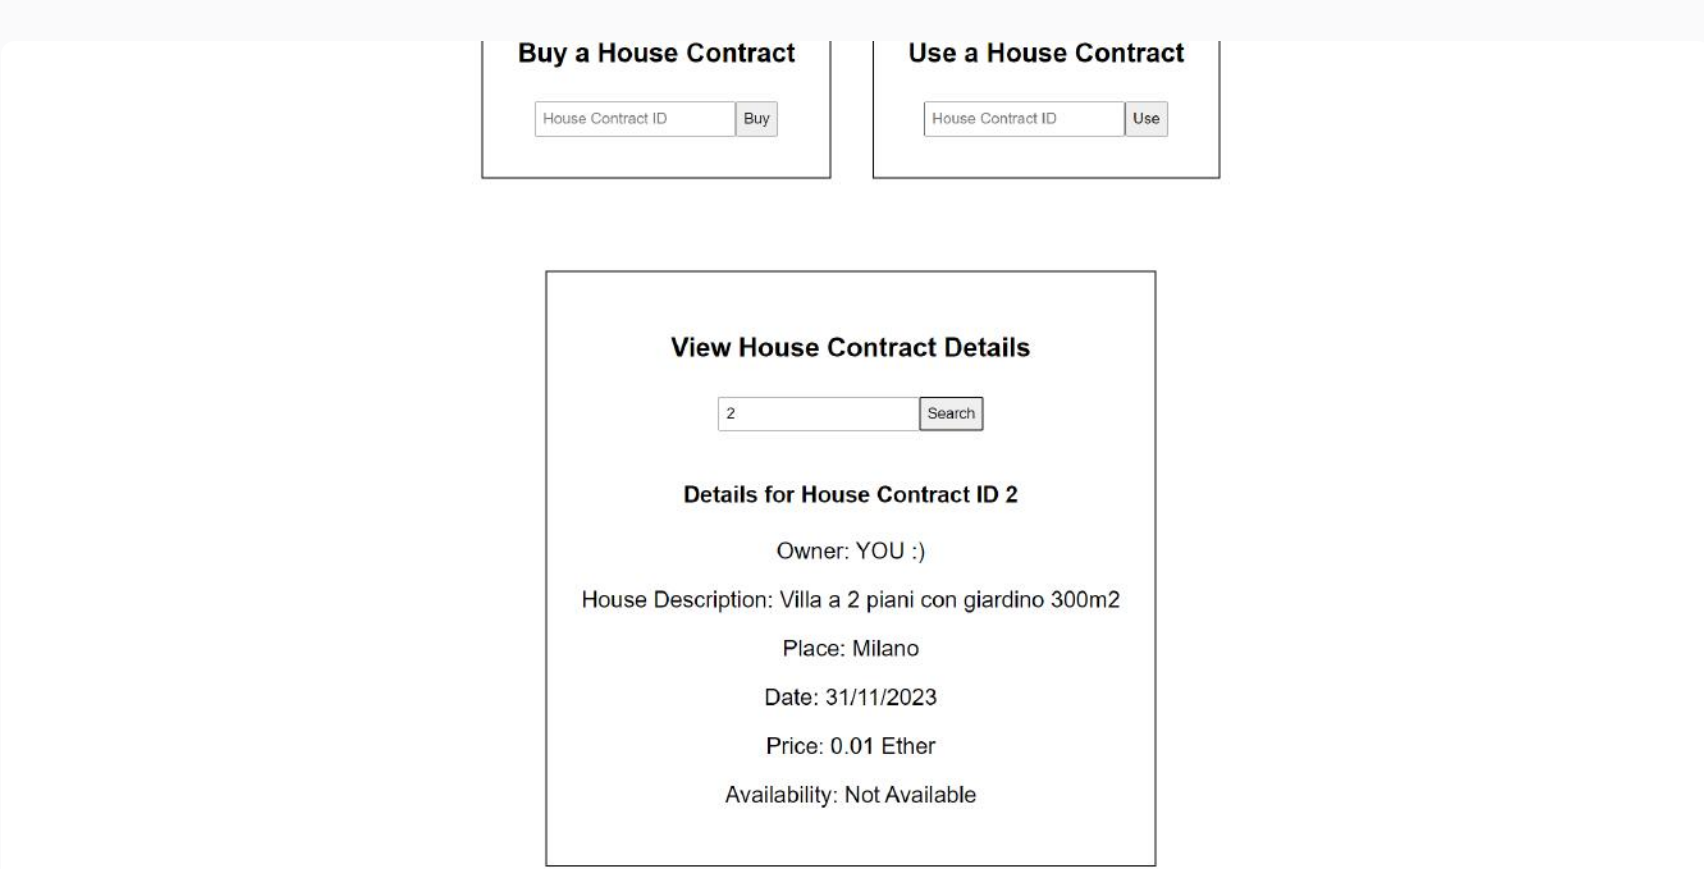 Buy a House Contract
Use a House Contract
House Contract ID
Buy
House Contract ID
Use
View House Contract Details
2
Search
Details for House Contract ID 2
Owner: YOU :)
House Description: Villa a 2 piani con giardino 300m2
Place: Milano
Date: 31/11/2023
Price: 0.01 Ether
Availability: Not Available